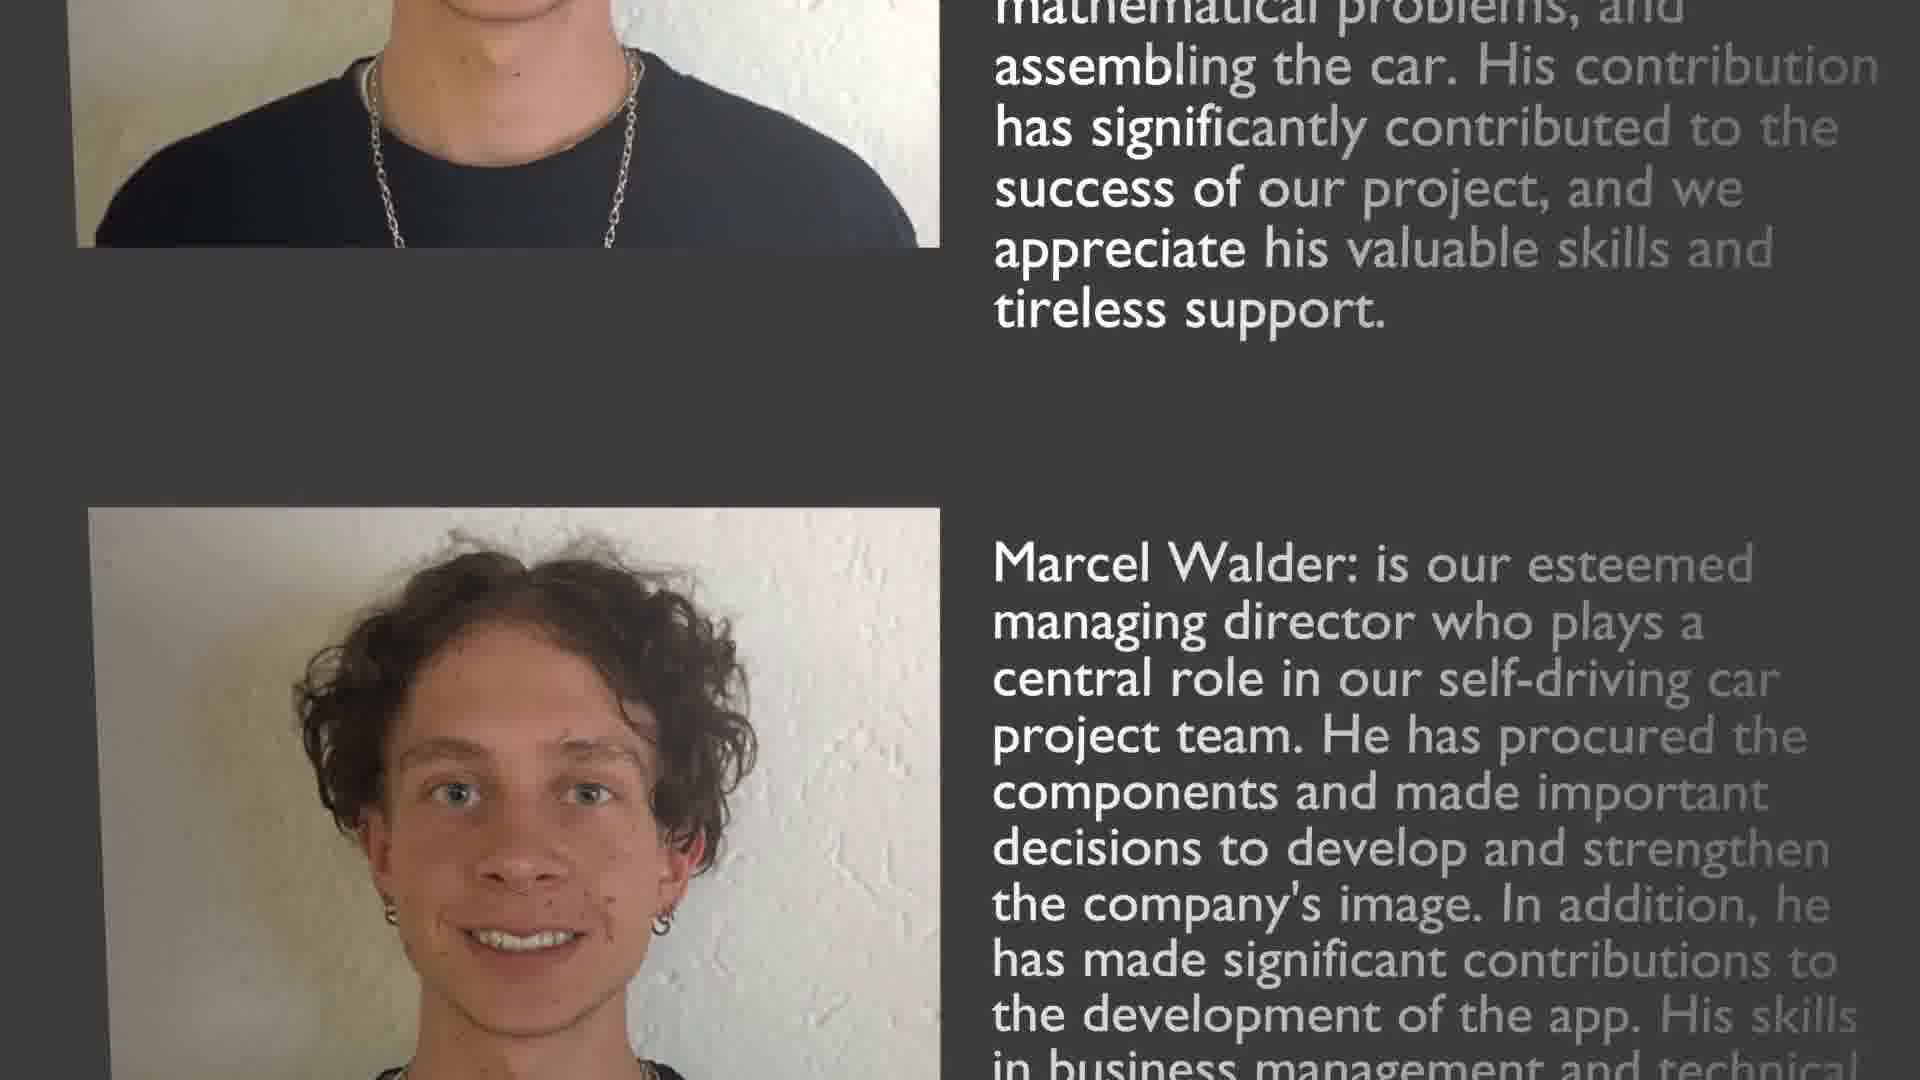 mathematical problems, and
assembling the car. His contribution
has significantly contributed to the
success of our project, and we
appreciate his valuable skills and
tireless support.
Marcel Walder: is our esteemed
managing director who plays a
central role in our self-driving car
project team. He has procured the
components and made important
decisions to develop and strengthen
the company's image. In addition, he
has made significant contributions to
the development of the app. His skills
in business management and technical